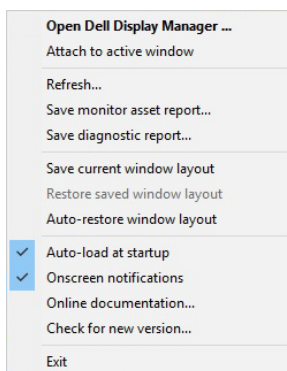 Open Dell Display Manager ...
Attach to active window
Refresh...
Save monitor asset report...
Save diagnostic report...
Save current window layout
Restore saved window layout
Auto-restore window layout
Auto-load at startup
Onscreen notifications
Online documentation...
Check for new version...
Exit